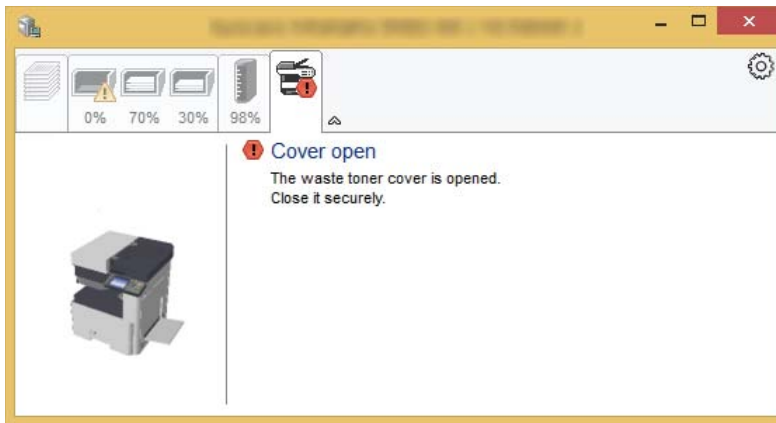 0% 70% 30% 98%
Cover open
The waste toner cover is opened.
Close it securely.